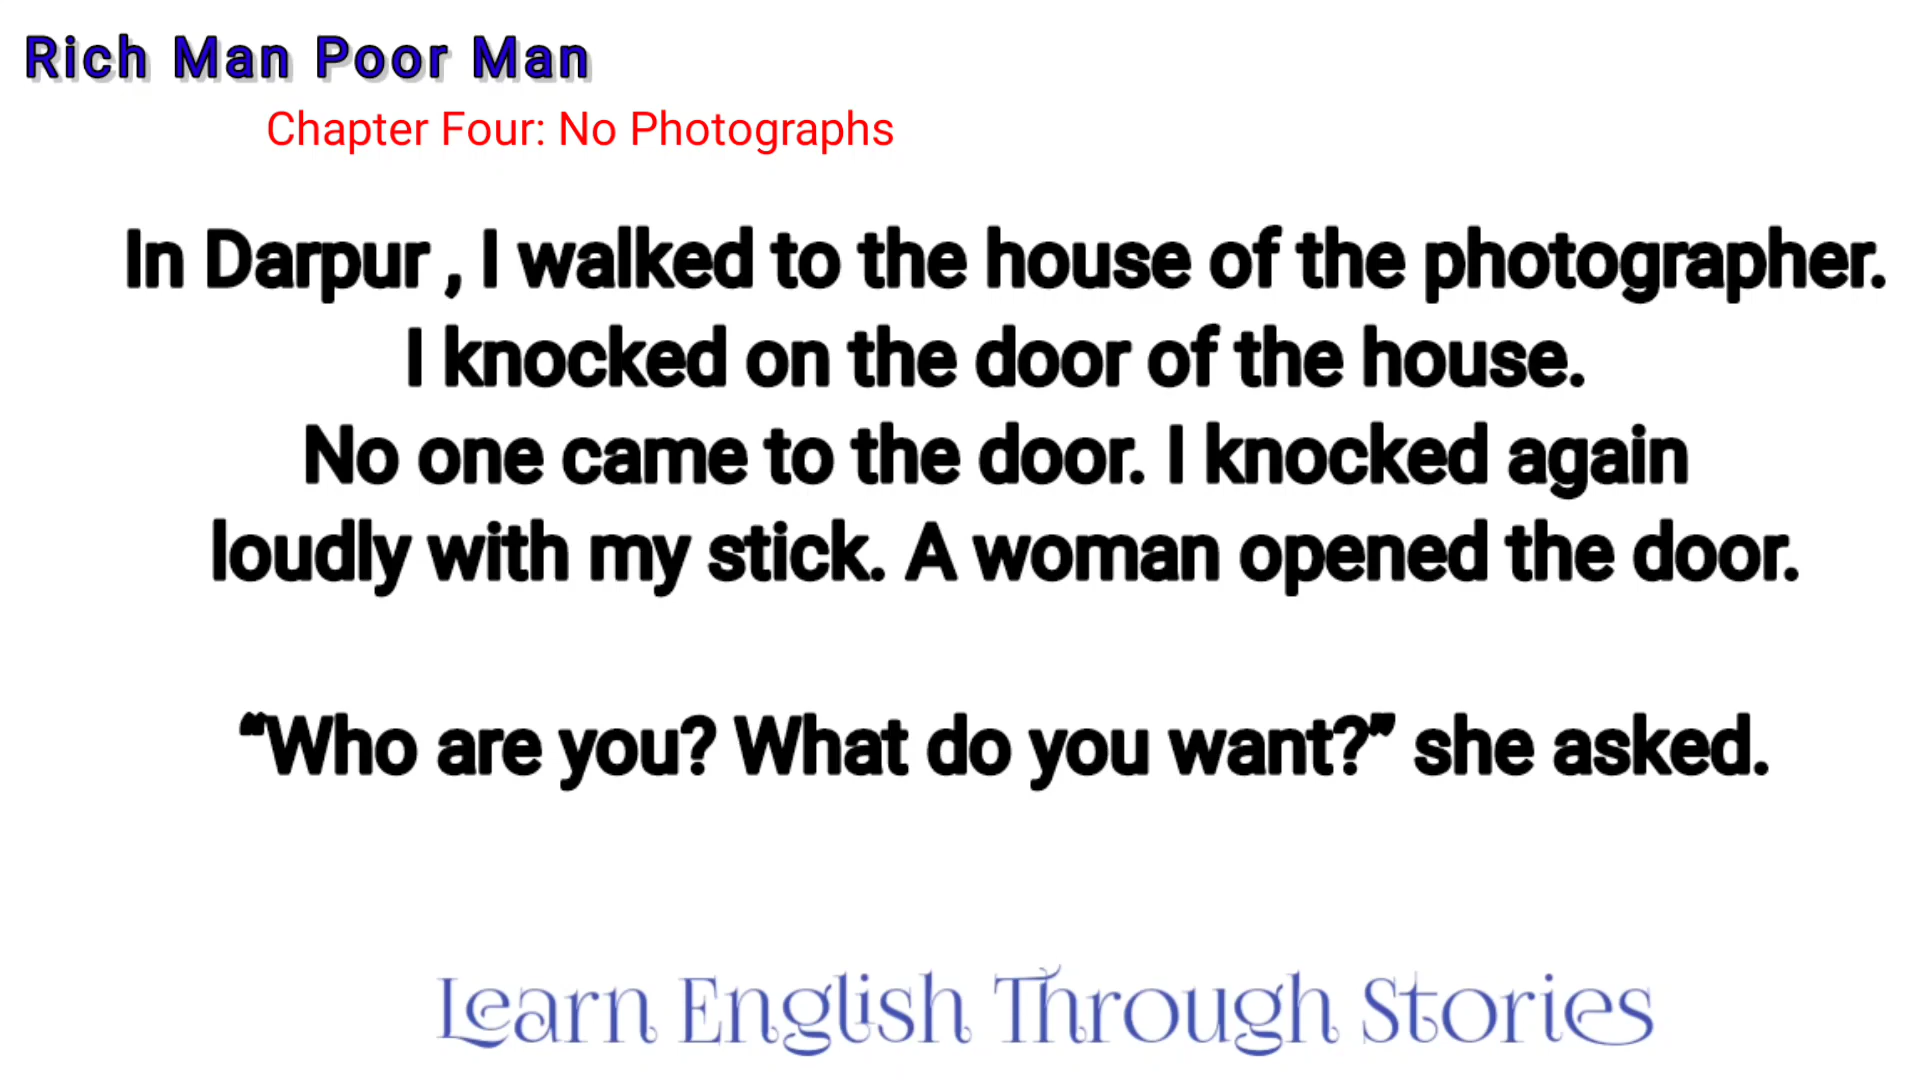 Rich Man Poor Man
Chapter Four: No Photographs
In Darpur , I walked to the house of the photographer.
I knocked on the door of the house.
No one came to the door. I knocked again
loudly with my stick. A woman opened the door.
“Who are you? What do you want?” she asked.
Learn English Through Stories